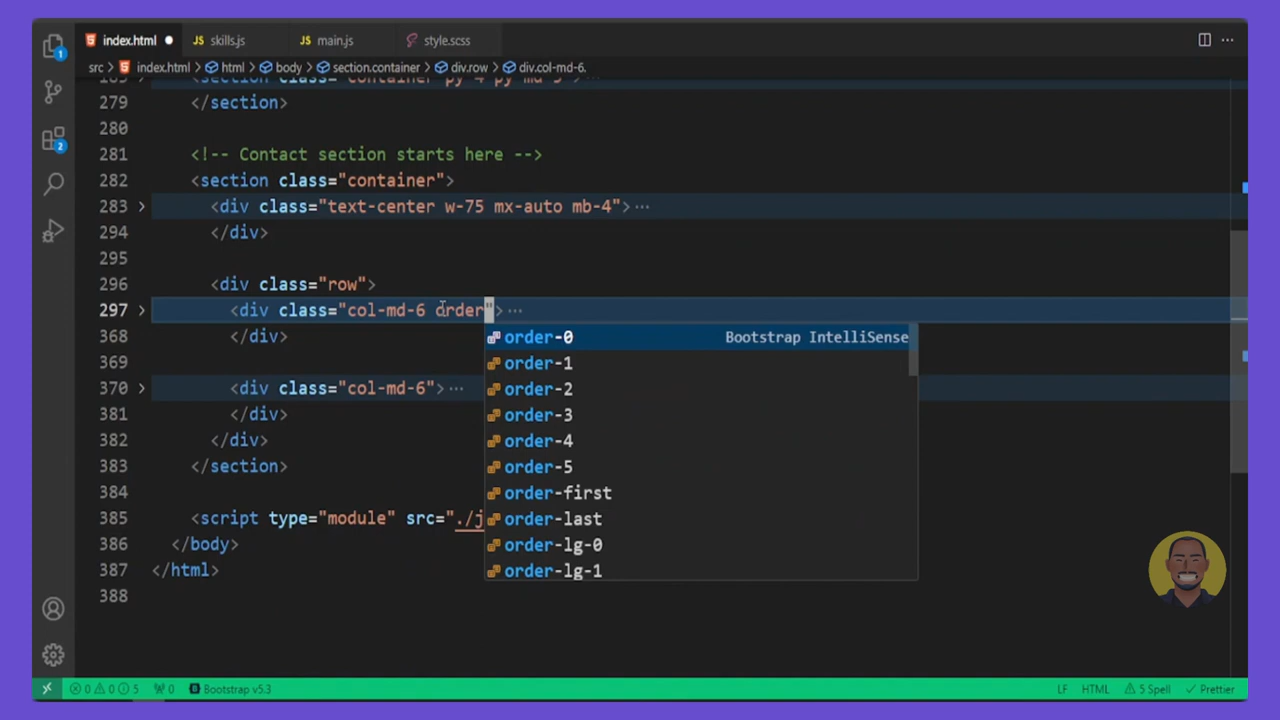 index.html
skills.js
main.js
style.scss
src
index.html
html
body
section.container
div.row
div.col-md-6.
279 </section>
280
281 <!-- Contact section starts here -->
282 <section class="container">
283 <div class="text-center w-75 mx-auto mb-4">
294 </div>
295
296 <div class="row">
297 <div class="col-md-6 order">
368 </div>
369
370 <div class="col-md-6">
381 </div>
382 </div>
383 </section>
384
385 <script type="module" src="./j
386 </body>
387 </html>
388
order-0 Bootstrap IntelliSense
order-1
order-2
order-3
order-4
order-5
order-first
order-last
order-lg-0
order-lg-1
1
2
0 0 5 0 Bootstrap v5.3
LF HTML 5 Spell Prettier